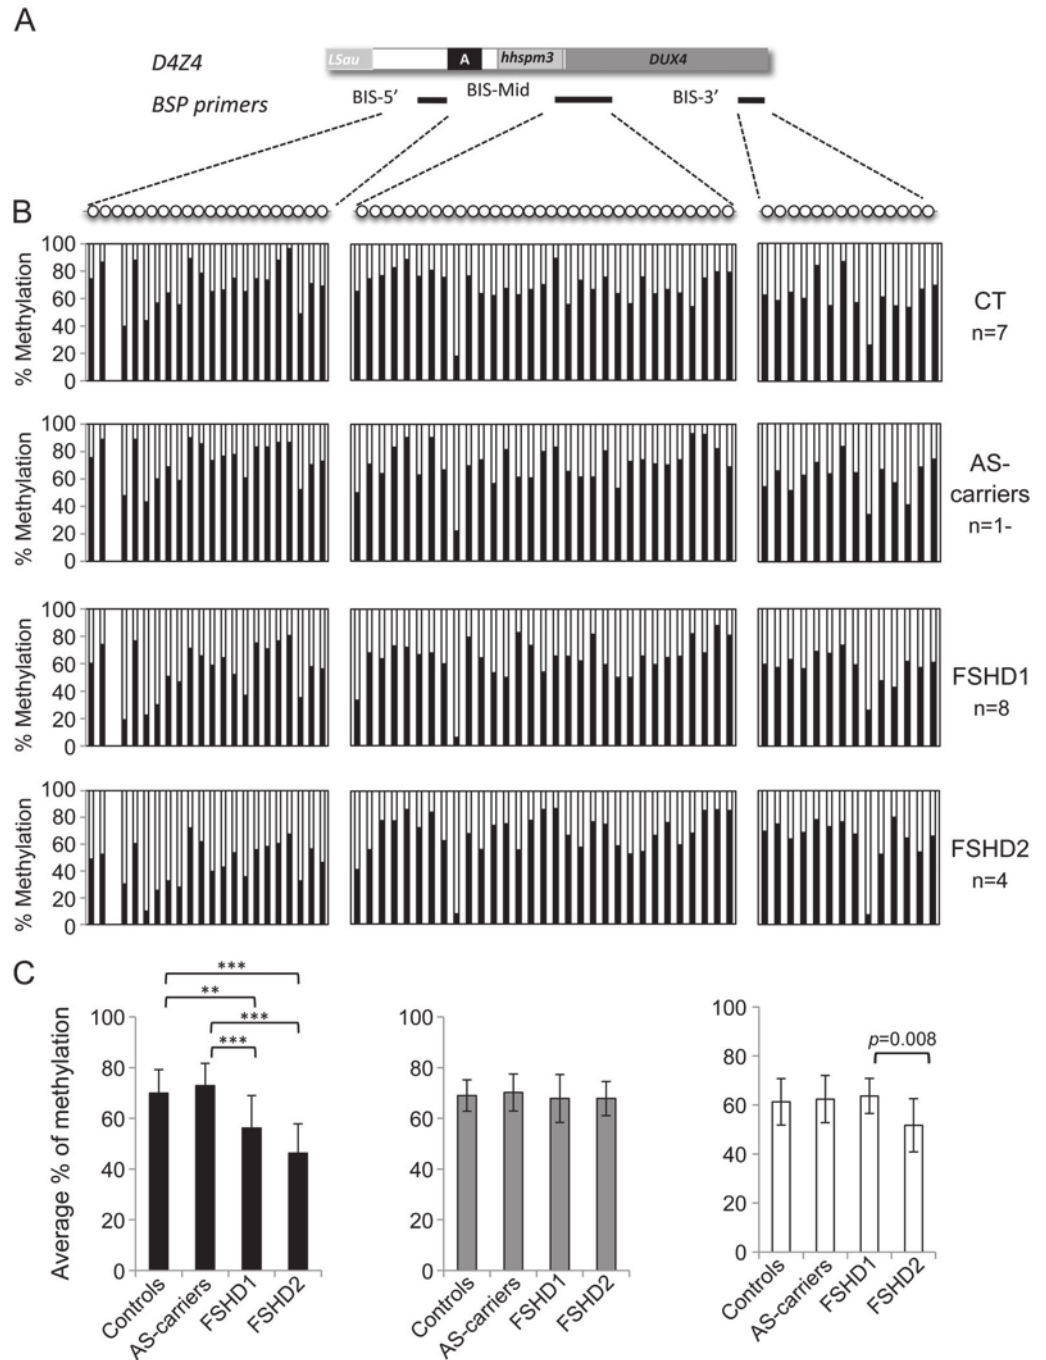 A
D4Z4
LSau
A
hhspm3
DUX4
BSP primers
BIS-5′
BIS-Mid
BIS-3′
B
% Methylation
100
80
60
40
20
0
CT
n=7
% Methylation
100
80
60
40
20
0
AS-
carriers
n=1-
% Methylation
100
80
60
40
20
0
FSHD1
n=8
% Methylation
100
80
60
40
20
0
FSHD2
n=4
C
Average % of methylation
***
**
***
***
100
80
60
40
20
0
Controls
AS-carriers
FSHD1
FSHD2
100
80
60
40
20
0
Controls
AS-carriers
FSHD1
FSHD2
p=0.008
100
80
60
40
20
0
Controls
AS-carriers
FSHD1
FSHD2